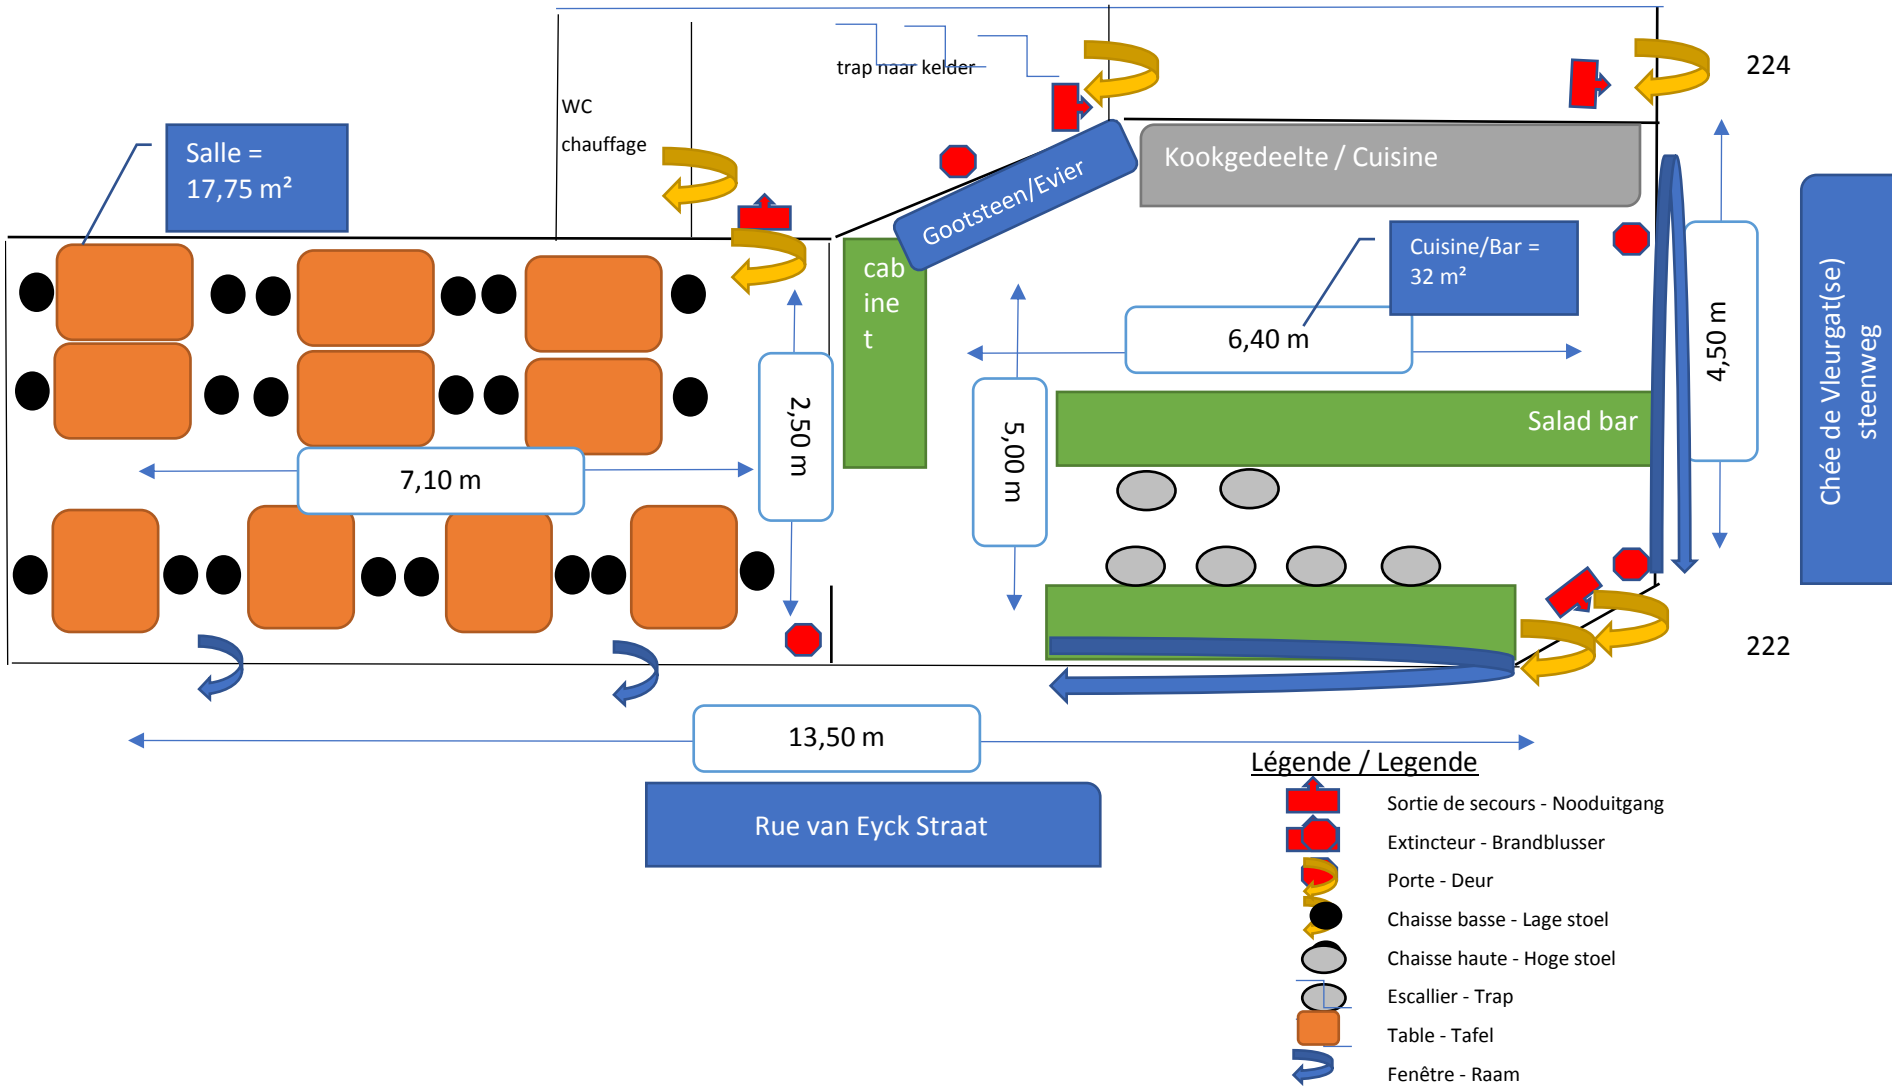 224
trap naar kelder
WC
chauffage
Salle =
17,75 m²
Kookgedeelte / Cuisine
Gootsteen/Evier
cab
ine
t
Cuisine/Bar =
32 m²
6,40 m
4,50 m
Chée de Vleurgat(se)
steenweg
2,50 m
5,00 m
Salad bar
7,10 m
222
13,50 m
Rue van Eyck Straat
Légende / Legende
Sortie de secours - Nooduitgang
Extincteur - Brandblusser
Porte - Deur
Chaisse basse - Lage stoel
Chaisse haute - Hoge stoel
Escallier - Trap
Table - Tafel
Fenêtre - Raam